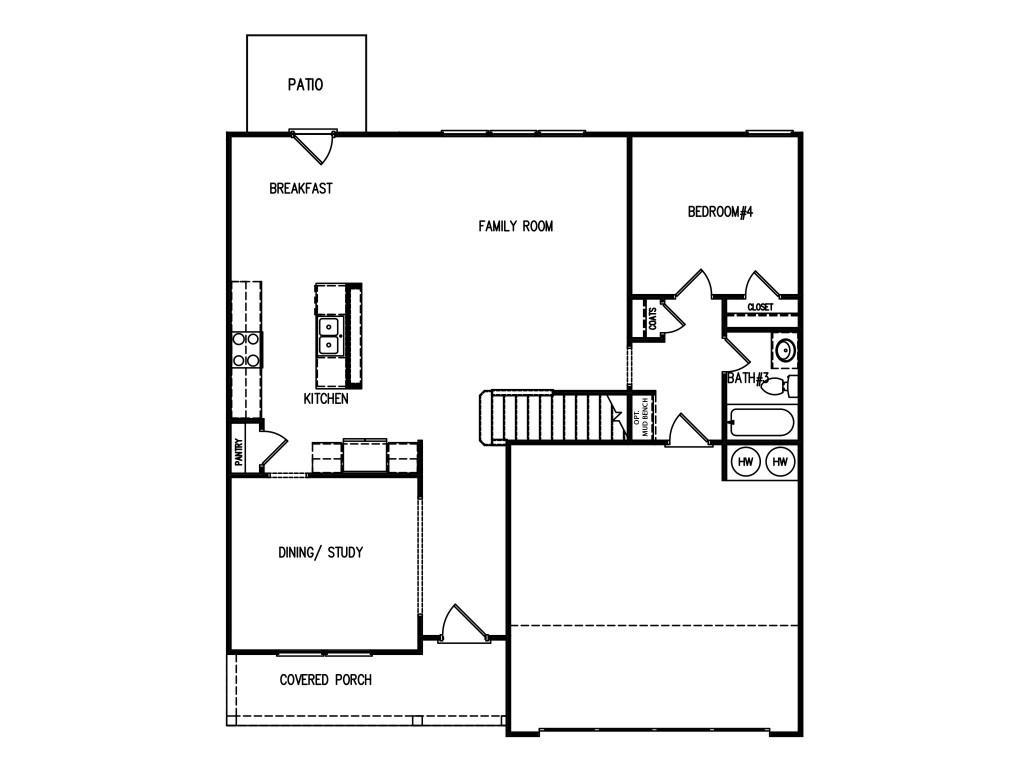 PATIO
BREAKFAST
FAMILY ROOM
BEDROOM#4
CLOSET
COATS
BATH#3
KITCHEN
OPT.
MUD BENCH
PANTRY
HW
HW
DINING/ STUDY
COVERED PORCH